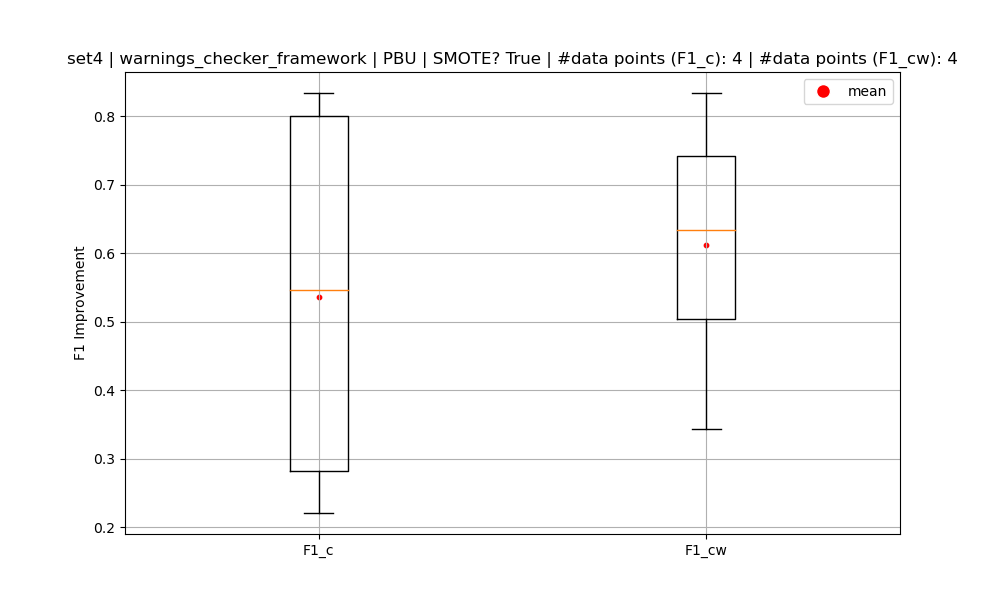 set4 | warnings_checker_framework | PBU | SMOTE? True | #data points (F1_c): 4 | #data points (F1_cw): 4
mean
0.8
0.7
0.6
0.5
0.4
0.3
0.2
F1 Improvement
F1_c
F1_cw